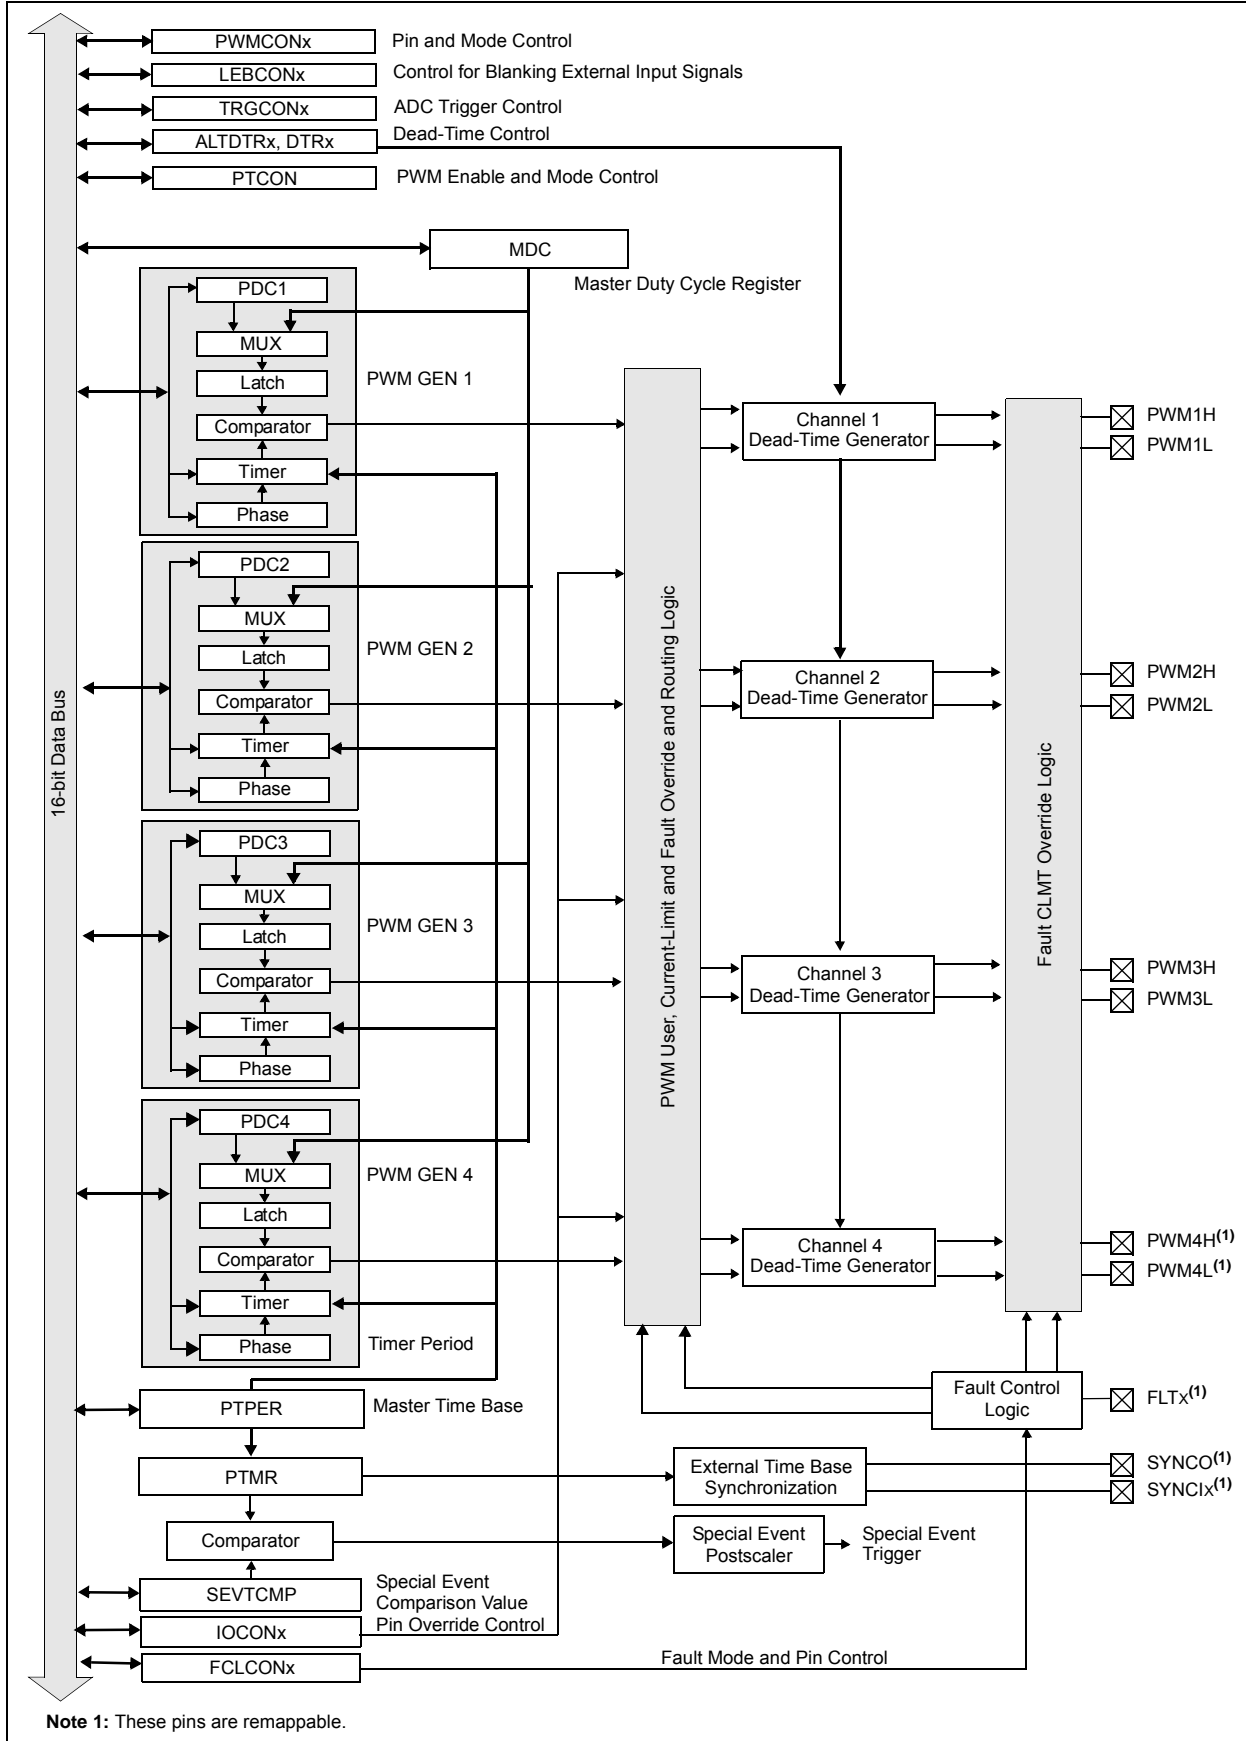 PWMCONx
Pin and Mode Control
LEBCONx
Control for Blanking External Input Signals
TRGCONx
ADC Trigger Control
ALTDTRx, DTRx
Dead-Time Control
PTCON
PWM Enable and Mode Control
MDC
Master Duty Cycle Register
16-bit Data Bus
PDC1
MUX
Latch
Comparator
Timer
Phase
PWM GEN 1
PDC2
MUX
Latch
Comparator
Timer
Phase
PWM GEN 2
PDC3
MUX
Latch
Comparator
Timer
Phase
PWM GEN 3
PDC4
MUX
Latch
Comparator
Timer
Phase
PWM GEN 4
Timer Period
PWM User, Current-Limit and Fault Override and Routing Logic
Channel 1
Dead-Time Generator
Channel 2
Dead-Time Generator
Channel 3
Dead-Time Generator
Channel 4
Dead-Time Generator
Fault CLMT Override Logic
PWM1H
PWM1L
PWM2H
PWM2L
PWM3H
PWM3L
PWM4H(1)
PWM4L(1)
PTPER
Master Time Base
Fault Control
Logic
FLTx(1)
PTMR
External Time Base
Synchronization
SYNCO(1)
SYNCIx(1)
Comparator
Special Event
Postscaler
Special Event
Trigger
SEVTCMP
Special Event
Comparison Value
IOCONx
Pin Override Control
FCLCONx
Fault Mode and Pin Control
Note 1: These pins are remappable.